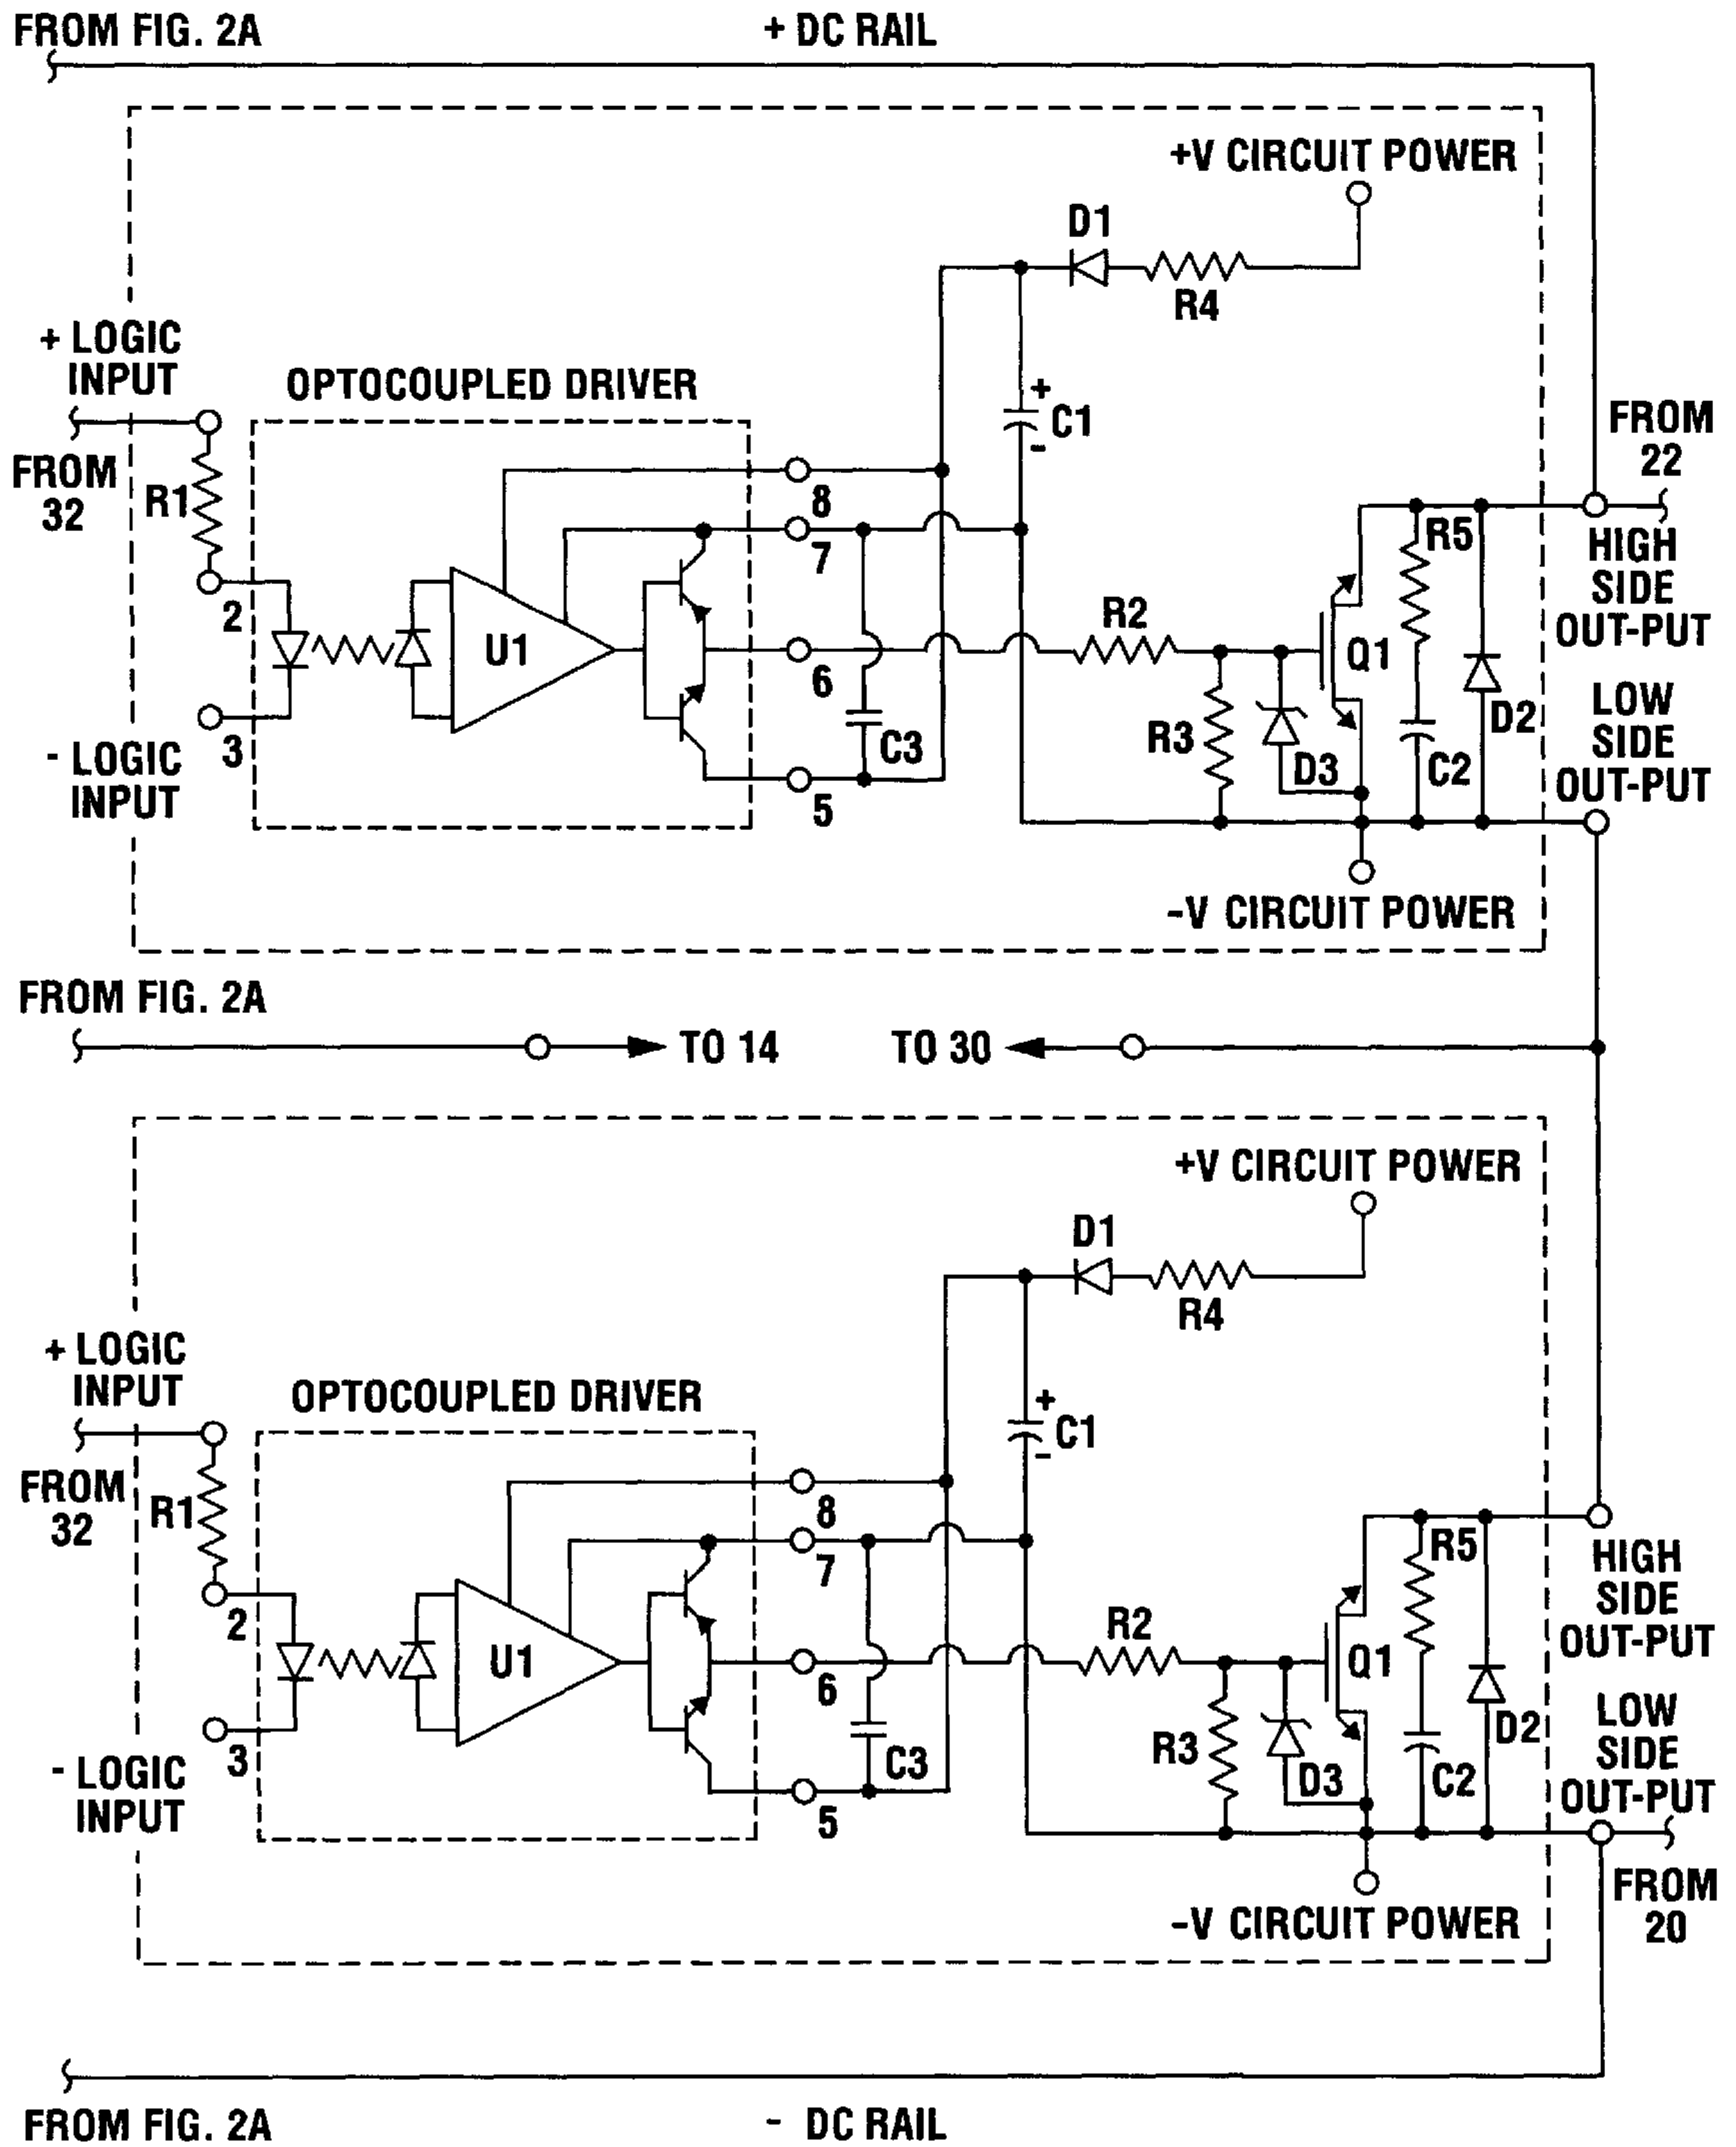 FROM FIG. 2A
+ DC RAIL
+V CIRCUIT POWER
D1
R4
+ LOGIC
INPUT
OPTOCOUPLED DRIVER
+
C1
-
FROM
32
R1
FROM
22
8
7
R5
HIGH
SIDE
OUT-PUT
2
U1
R2
Q1
6
LOW
SIDE
OUT-PUT
3
R3
D2
- LOGIC
INPUT
C3
D3
C2
5
-V CIRCUIT POWER
FROM FIG. 2A
TO 14
TO 30
+V CIRCUIT POWER
D1
R4
+ LOGIC
INPUT
OPTOCOUPLED DRIVER
+
C1
-
FROM
32
R1
8
7
R5
HIGH
SIDE
OUT-PUT
2
U1
R2
Q1
6
LOW
SIDE
OUT-PUT
3
R3
D2
- LOGIC
INPUT
C3
D3
C2
5
FROM
20
-V CIRCUIT POWER
FROM FIG. 2A
- DC RAIL